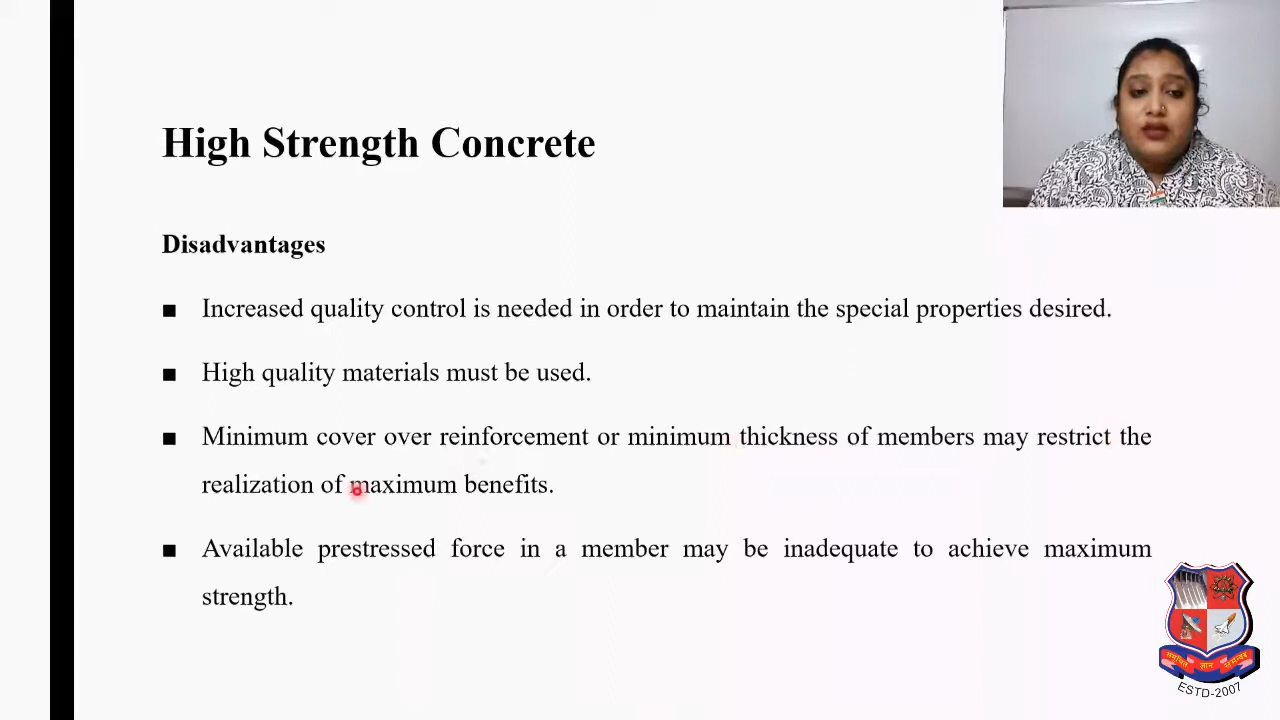 High Strength Concrete
Disadvantages
■ Increased quality control is needed in order to maintain the special properties desired.
■ High quality materials must be used.
■ Minimum cover over reinforcement or minimum thickness of members may restrict the
realization of maximum benefits.
■ Available prestressed force in a member may be inadequate to achieve maximum
strength.
ज्ञान
ESTD-2007